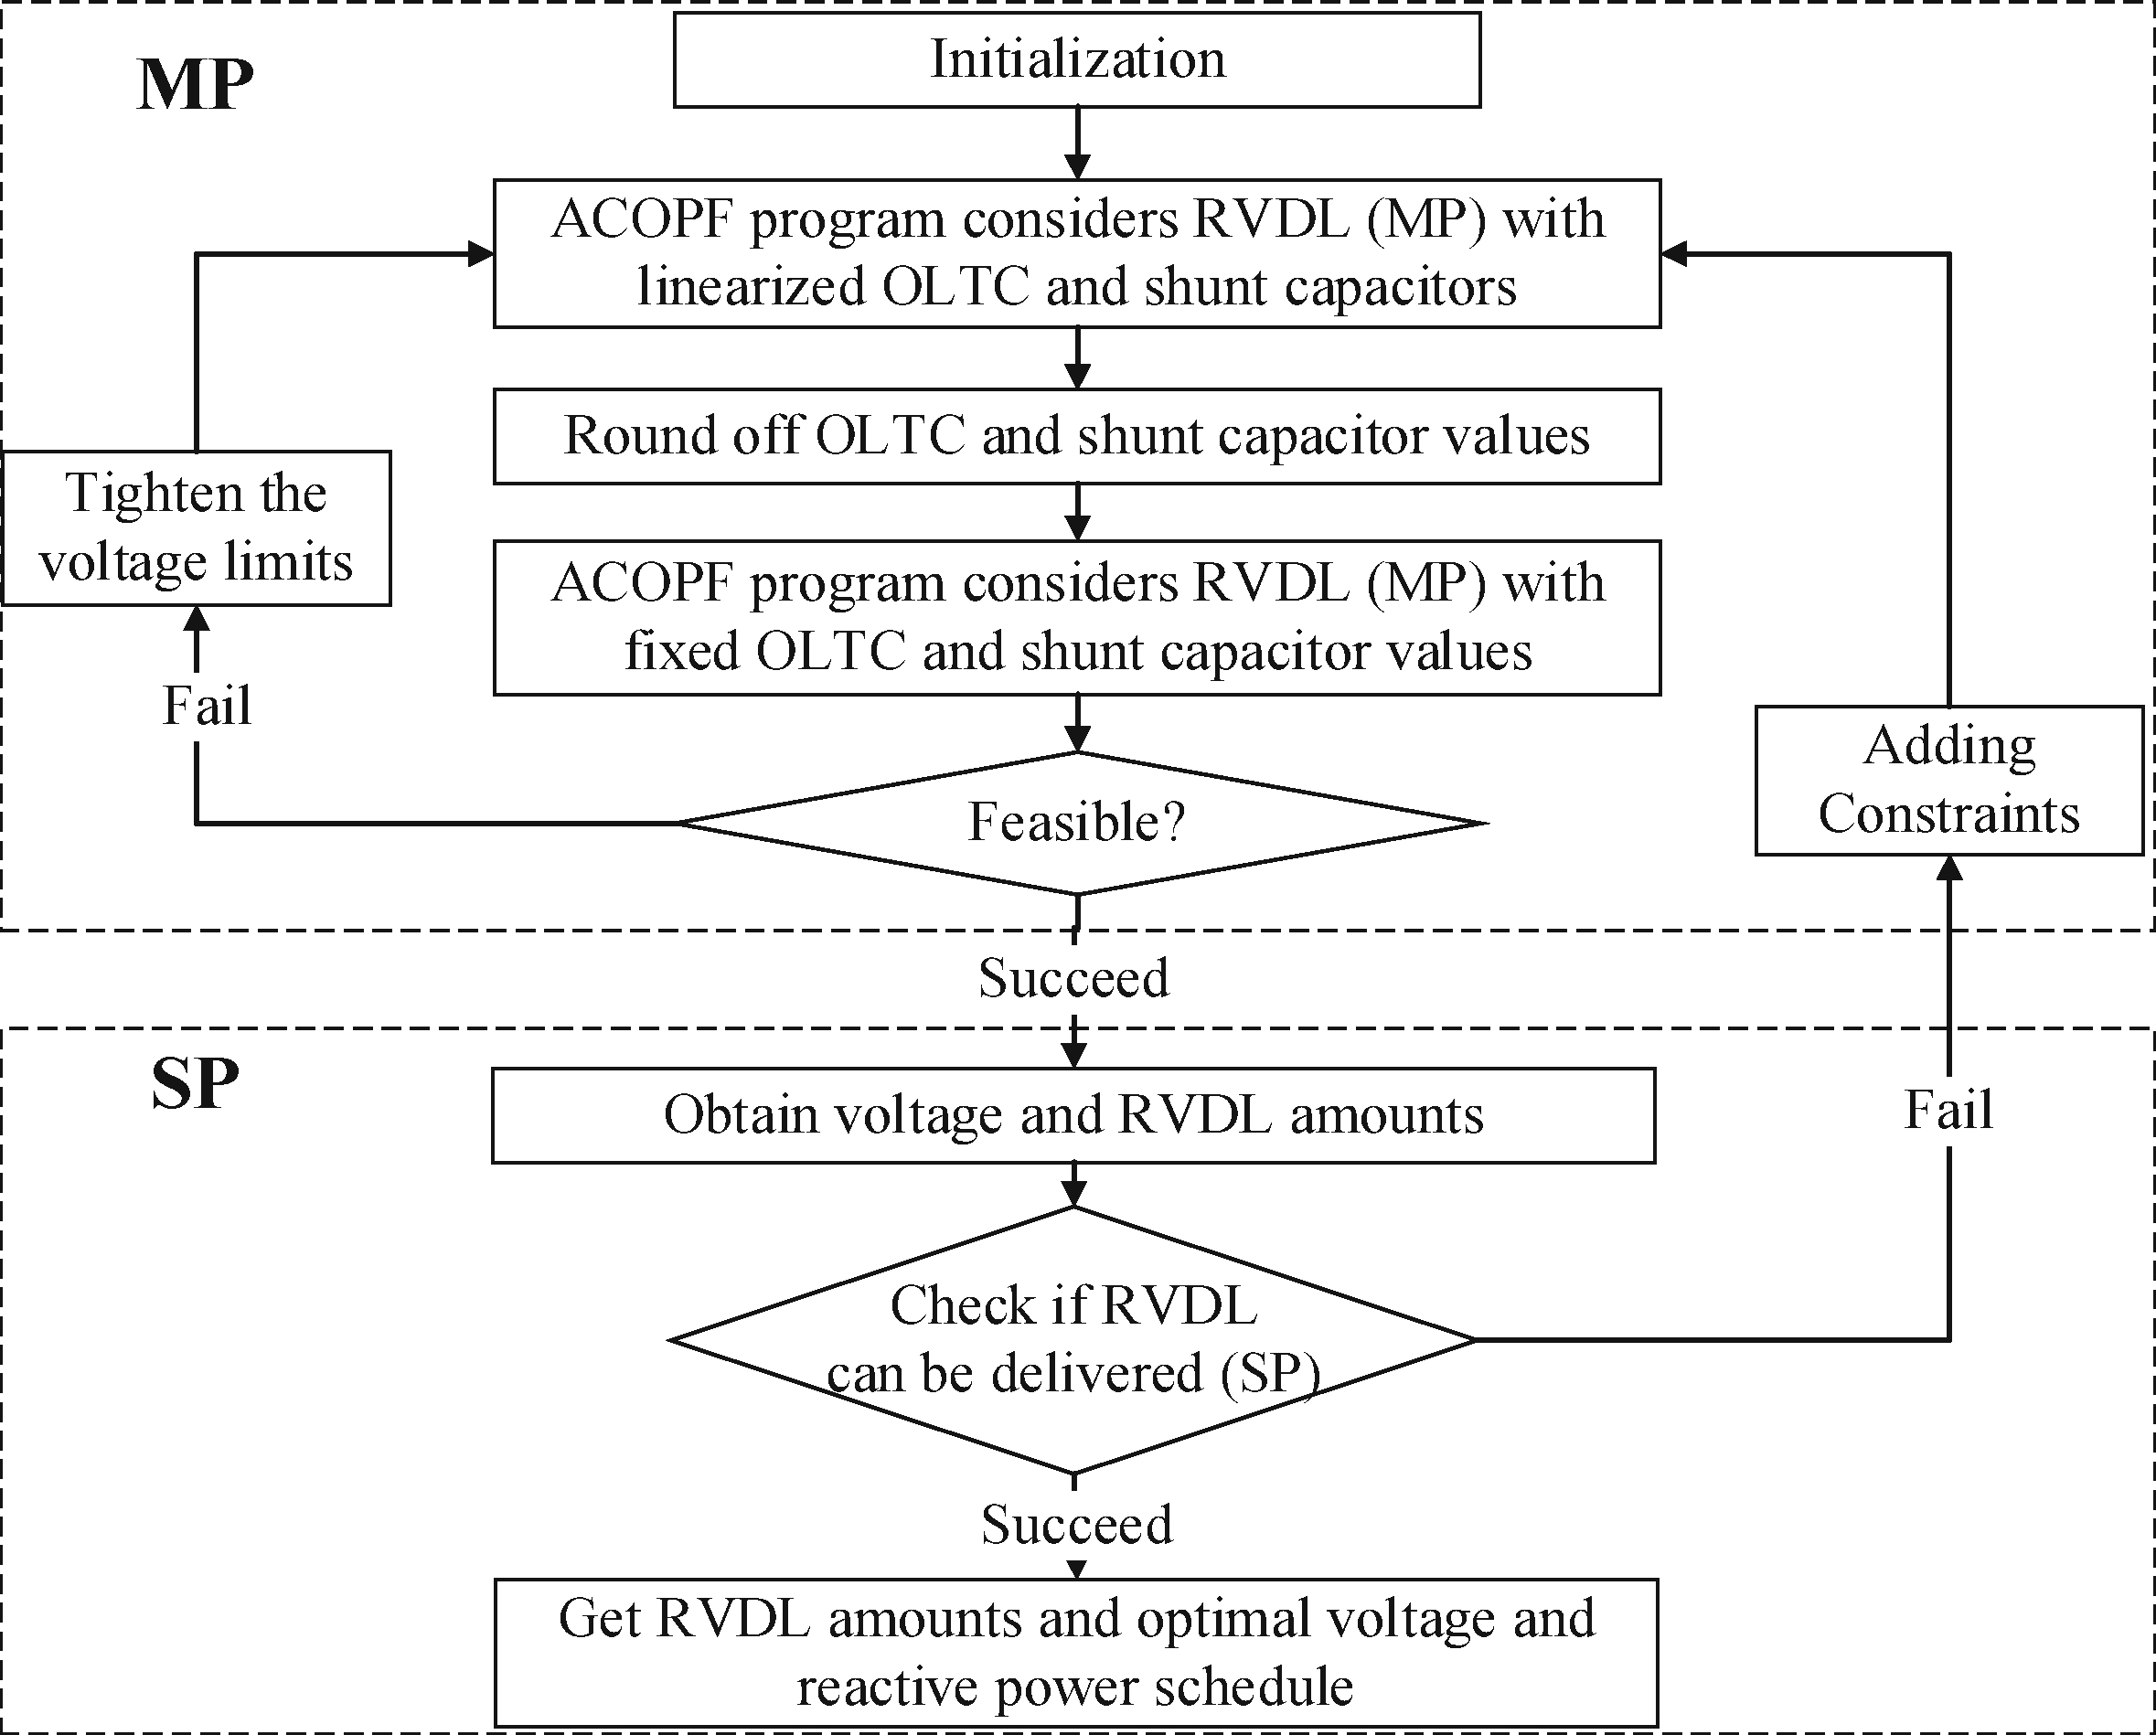 MP
Initialization
ACOPF program considers RVDL (MP) with
linearized OLTC and shunt capacitors
Round off OLTC and shunt capacitor values
Tighten the
voltage limits
ACOPF program considers RVDL (MP) with
fixed OLTC and shunt capacitor values
Fail
Feasible?
Adding
Constraints
Succeed
SP
Obtain voltage and RVDL amounts
Fail
Check if RVDL
can be delivered (SP)
Succeed
Get RVDL amounts and optimal voltage and
reactive power schedule